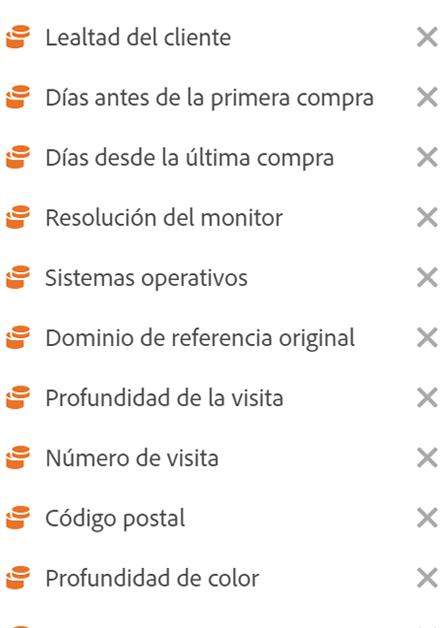 Lealtad del cliente
Días antes de la primera compra
Días desde la última compra
Resolución del monitor
Sistemas operativos
Dominio de referencia original
Profundidad de la visita
Número de visita
Código postal
Profundidad de color